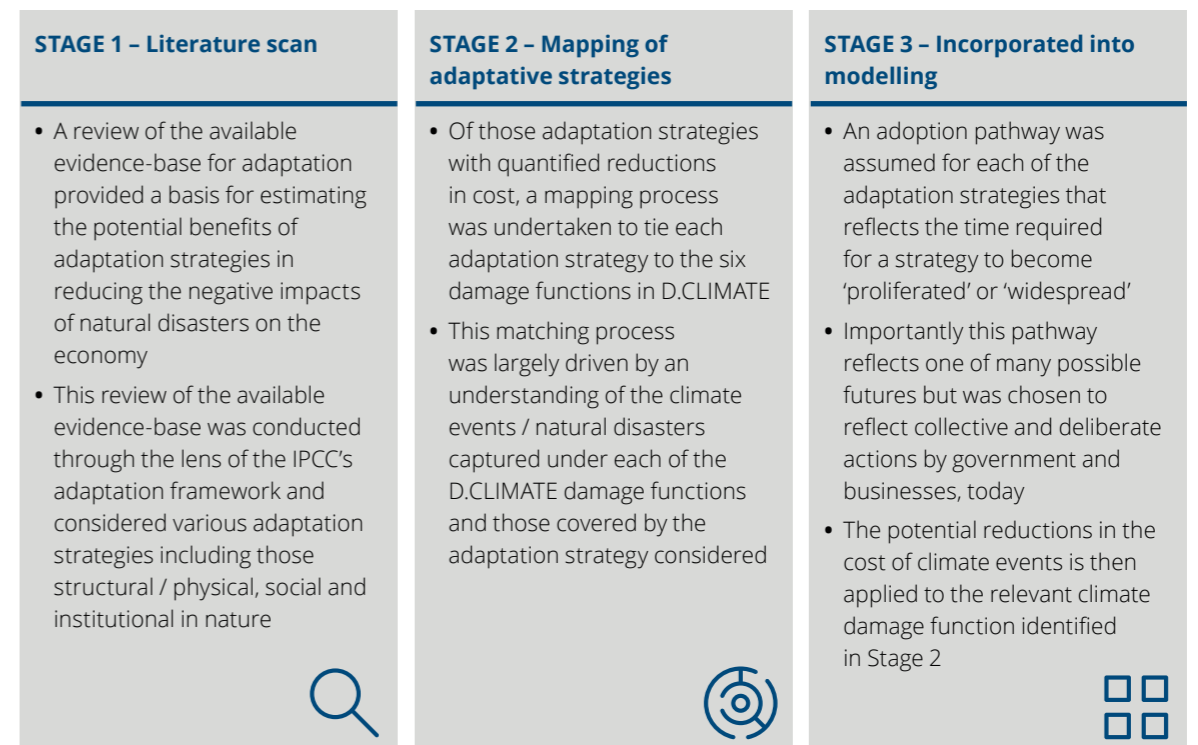 STAGE 1 – Literature scan
• A review of the available
evidence-base for adaptation
provided a basis for estimating
the potential benefits of
adaptation strategies in
reducing the negative impacts
of natural disasters on the
economy
• This review of the available
evidence-base was conducted
through the lens of the IPCC’s
adaptation framework and
considered various adaptation
strategies including those
structural / physical, social and
institutional in nature
STAGE 2 – Mapping of
adaptative strategies
• Of those adaptation strategies
with quantified reductions
in cost, a mapping process
was undertaken to tie each
adaptation strategy to the six
damage functions in D.CLIMATE
• This matching process
was largely driven by an
understanding of the climate
events / natural disasters
captured under each of the
D.CLIMATE damage functions
and those covered by the
adaptation strategy considered
STAGE 3 – Incorporated into
modelling
• An adoption pathway was
assumed for each of the
adaptation strategies that
reflects the time required
for a strategy to become
‘proliferated’ or ‘widespread’
• Importantly this pathway
reflects one of many possible
futures but was chosen to
reflect collective and deliberate
actions by government and
businesses, today
• The potential reductions in the
cost of climate events is then
applied to the relevant climate
damage function identified
in Stage 2